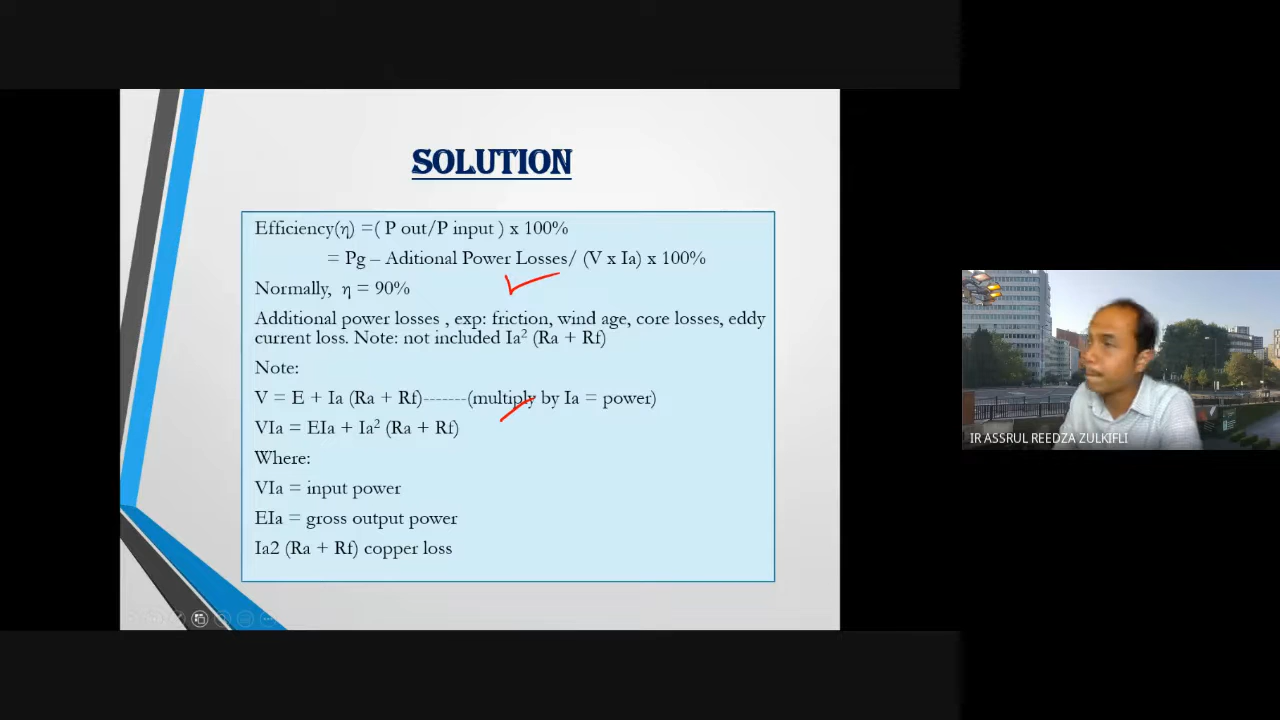 SOLUTION
Efficiency(η) =( P out/P input ) x 100%
= Pg – Aditional Power Losses/ (V x Ia) x 100%
Normally, η = 90%
Additional power losses , exp: friction, wind age, core losses, eddy
current loss. Note: not included Ia² (Ra + Rf)
Note:
V = E + Ia (Ra + Rf)-------(multiply by Ia = power)
VIa = EIa + Ia² (Ra + Rf)
Where:
VIa = input power
EIa = gross output power
Ia2 (Ra + Rf) copper loss
IR ASSRUL REEDZA ZULKIFLI